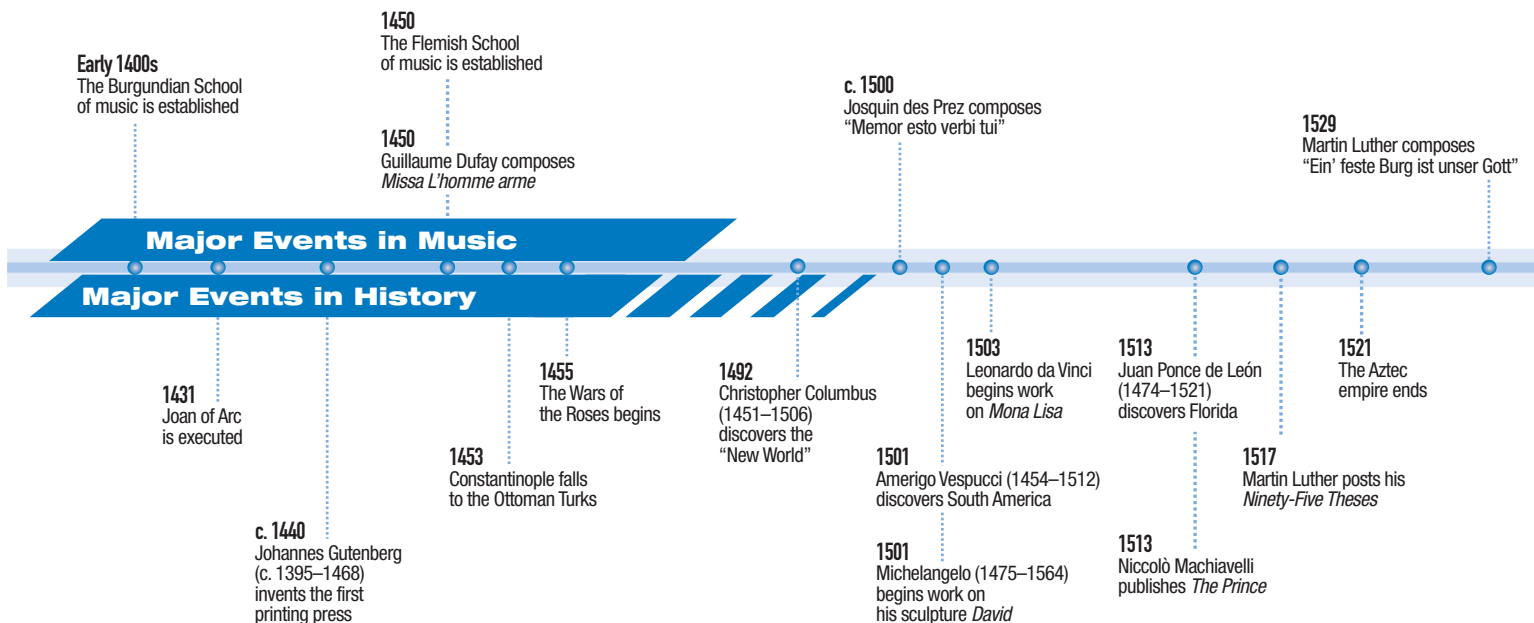 Early 1400s
The Burgundian School
of music is established
1450
The Flemish School
of music is established
1450
Guillaume Dufay composes
Missa L’homme arme
c. 1500
Josquin des Prez composes
“Memor esto verbi tui”
1529
Martin Luther composes
“Ein’ feste Burg ist unser Gott”
Major Events in Music
Major Events in History
1431
Joan of Arc
is executed
c. 1440
Johannes Gutenberg
(c. 1395–1468)
invents the first
printing press
1453
Constantinople falls
to the Ottoman Turks
1455
The Wars of
the Roses begins
1492
Christopher Columbus
(1451–1506)
discovers the
“New World”
1501
Amerigo Vespucci (1454–1512)
discovers South America
1501
Michelangelo (1475–1564)
begins work on
his sculpture David
1503
Leonardo da Vinci
begins work
on Mona Lisa
1513
Juan Ponce de León
(1474–1521)
discovers Florida
1513
Niccolò Machiavelli
publishes The Prince
1517
Martin Luther posts his
Ninety-Five Theses
1521
The Aztec
empire ends